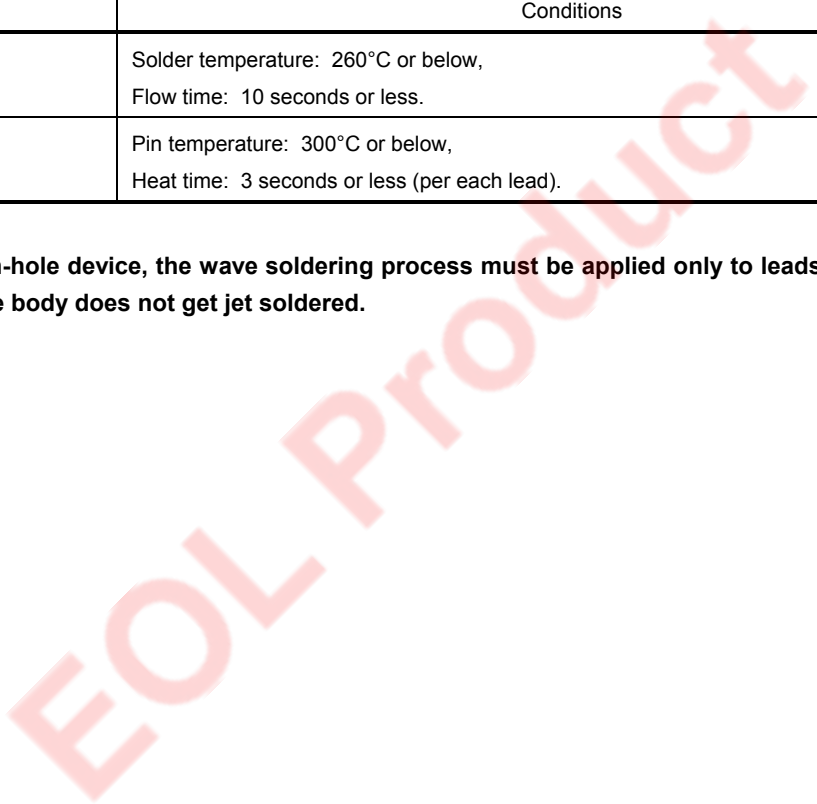 Conditions
Solder temperature: 260°C or below,
Flow time: 10 seconds or less.
Pin temperature: 300°C or below,
Heat time: 3 seconds or less (per each lead).
-hole device, the wave soldering process must be applied only to leads
body does not get jet soldered.
EOL Product